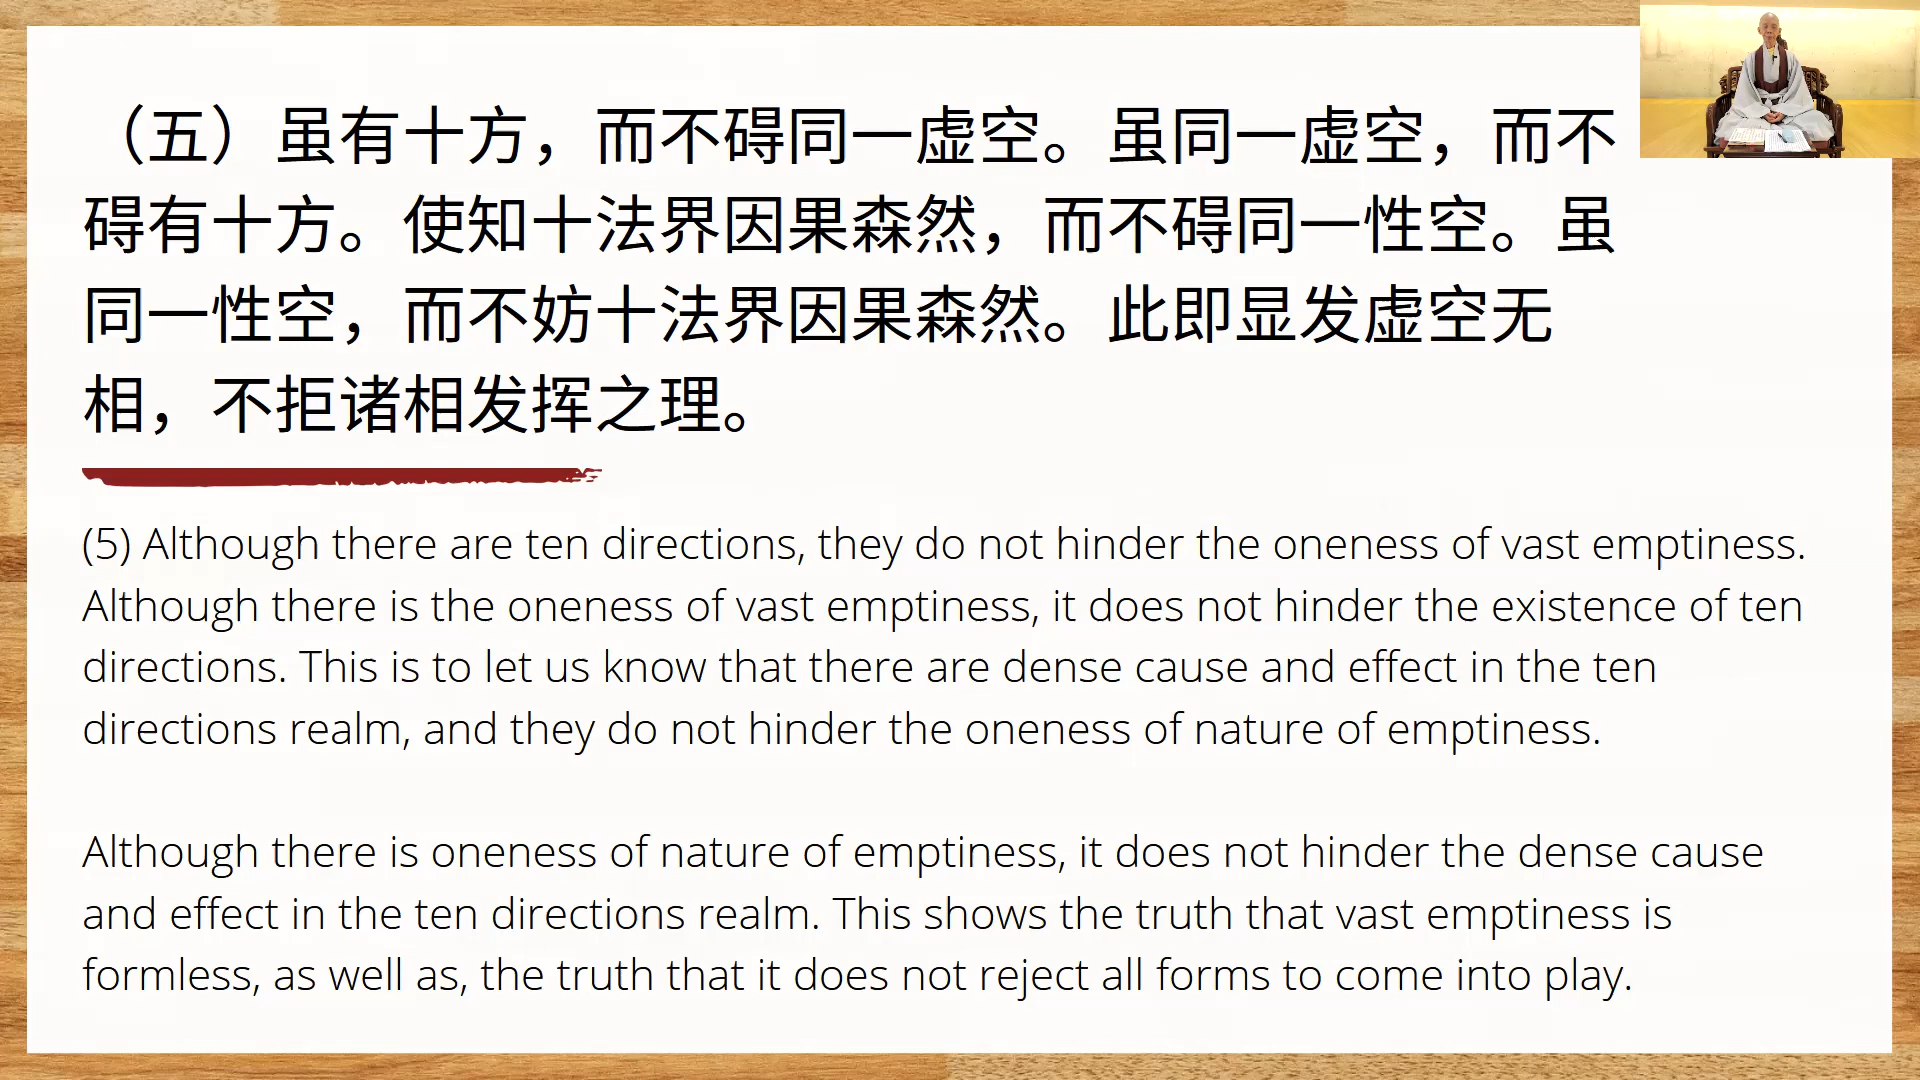 （五）虽有十方，而不碍同一虚空。虽同一虚空，而不
碍有十方。使知十法界因果森然，而不碍同一性空。虽
同一性空，而不妨十法界因果森然。此即显发虚空无
相，不拒诸相发挥之理。
(5) Although there are ten directions, they do not hinder the oneness of vast emptiness.
Although there is the oneness of vast emptiness, it does not hinder the existence of ten
directions. This is to let us know that there are dense cause and effect in the ten
directions realm, and they do not hinder the oneness of nature of emptiness.
Although there is oneness of nature of emptiness, it does not hinder the dense cause
and effect in the ten directions realm. This shows the truth that vast emptiness is
formless, as well as, the truth that it does not reject all forms to come into play.